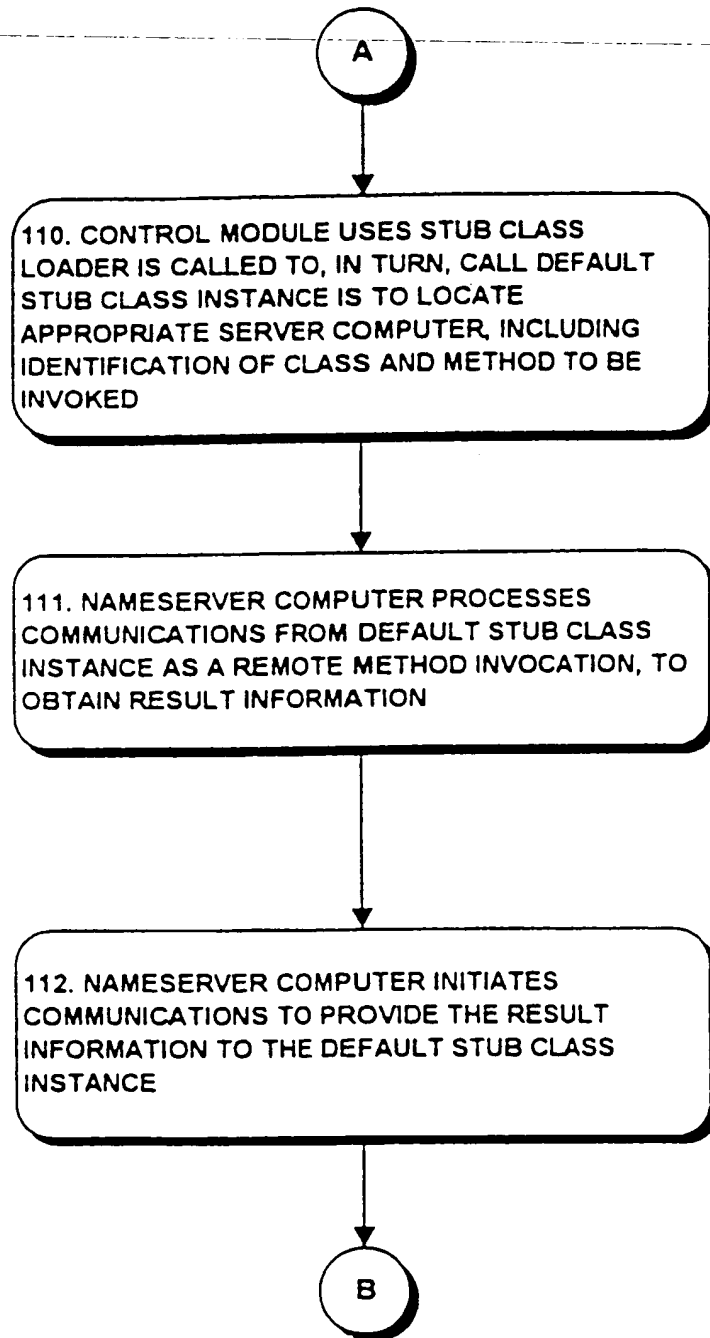 A
110. CONTROL MODULE USES STUB CLASS
LOADER IS CALLED TO, IN TURN, CALL DEFAULT
STUB CLASS INSTANCE IS TO LOCATE
APPROPRIATE SERVER COMPUTER, INCLUDING
IDENTIFICATION OF CLASS AND METHOD TO BE
INVOKED
111. NAMESERVER COMPUTER PROCESSES
COMMUNICATIONS FROM DEFAULT STUB CLASS
INSTANCE AS A REMOTE METHOD INVOCATION, TO
OBTAIN RESULT INFORMATION
112. NAMESERVER COMPUTER INITIATES
COMMUNICATIONS TO PROVIDE THE RESULT
INFORMATION TO THE DEFAULT STUB CLASS
INSTANCE
B